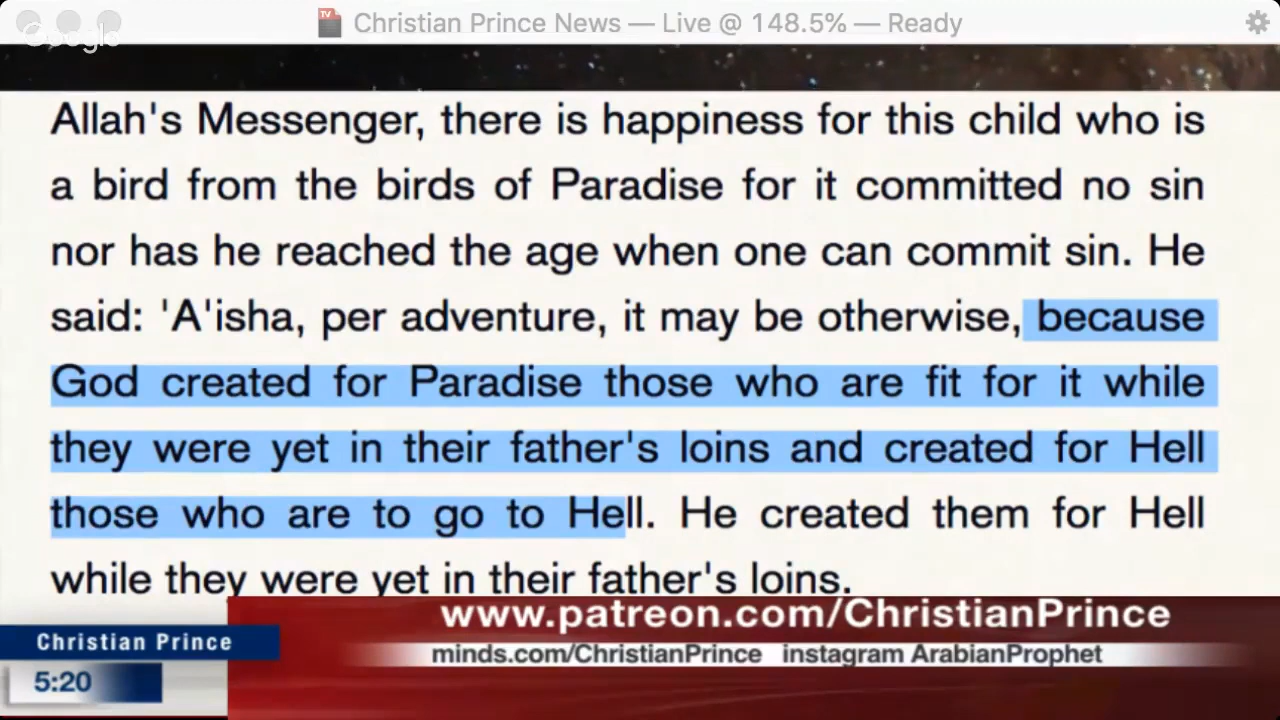 Christian Prince News — Live @ 148.5% — Ready
Google
TV
Allah's Messenger, there is happiness for this child who is
a bird from the birds of Paradise for it committed no sin
nor has he reached the age when one can commit sin. He
said: 'A'isha, per adventure, it may be otherwise, because
God created for Paradise those who are fit for it while
they were yet in their father's loins and created for Hell
those who are to go to Hell. He created them for Hell
while they were yet in their father's loins.
www.patreon.com/ChristianPrince
Christian Prince
minds.com/ChristianPrince instagram ArabianProphet
5:20